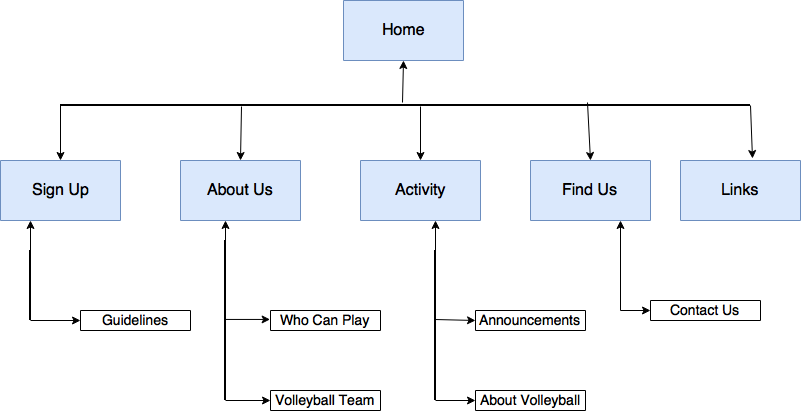 Home
Sign Up
About Us
Activity
Find Us
Links
Guidelines
Who Can Play
Announcements
Contact Us
Volleyball Team
About Volleyball